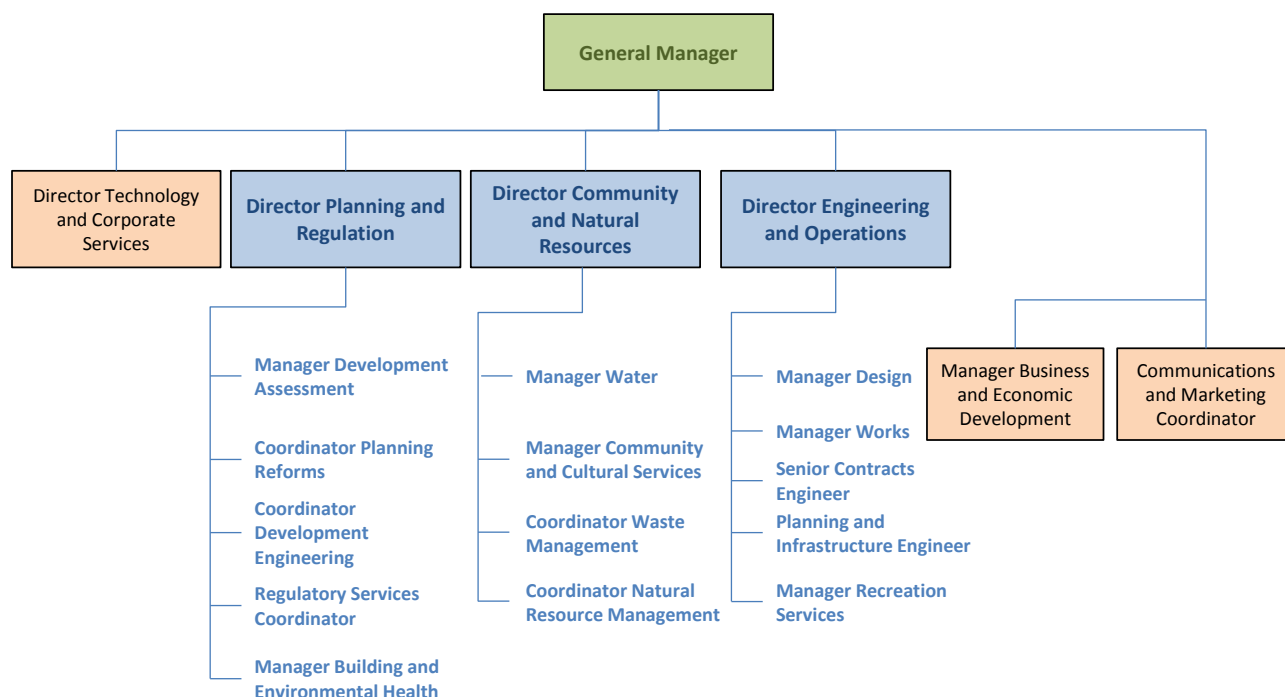 General Manager
Director Technology
and Corporate
Services
Director Planning and
Regulation
Director Community
and Natural
Resources
Director Engineering
and Operations
Manager Development
Assessment
Coordinator Planning
Reforms
Coordinator
Development
Engineering
Regulatory Services
Coordinator
Manager Building and
Environmental Health
Manager Water
Manager Community
and Cultural Services
Coordinator Waste
Management
Coordinator Natural
Resource Management
Manager Design
Manager Works
Senior Contracts
Engineer
Planning and
Infrastructure Engineer
Manager Recreation
Services
Manager Business
and Economic
Development
Communications
and Marketing
Coordinator